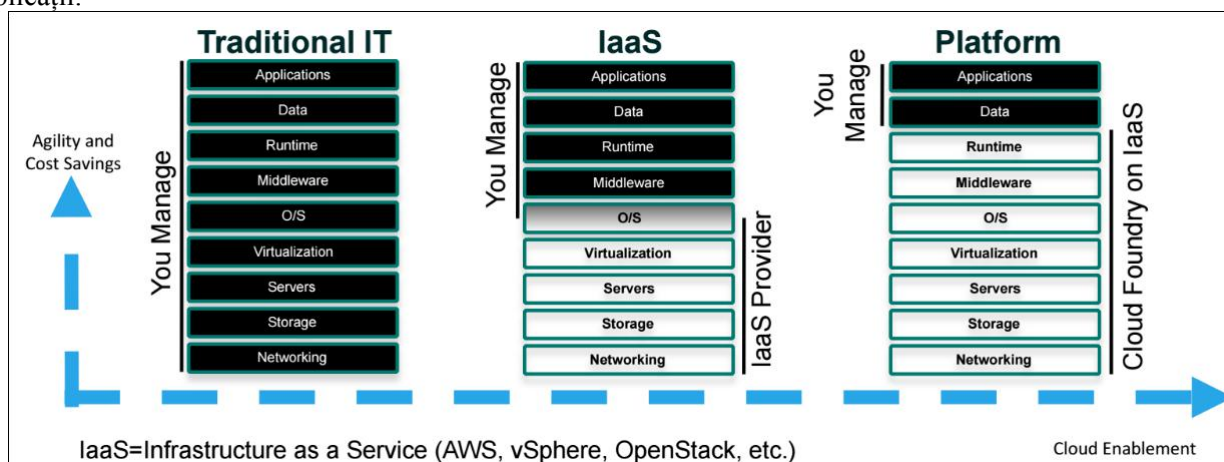 Traditional IT
IaaS
Platform
You Manage
Applications
Data
Runtime
Middleware
O/S
Virtualization
Servers
Storage
Networking
You Manage
Applications
Data
Runtime
Middleware
O/S
Virtualization
Servers
Storage
Networking
IaaS Provider
You
Manage
Applications
Data
Runtime
Middleware
O/S
Virtualization
Servers
Storage
Networking
Cloud Foundry on IaaS
Agility and
Cost Savings
IaaS=Infrastructure as a Service (AWS, vSphere, OpenStack, etc.)
Cloud Enablement